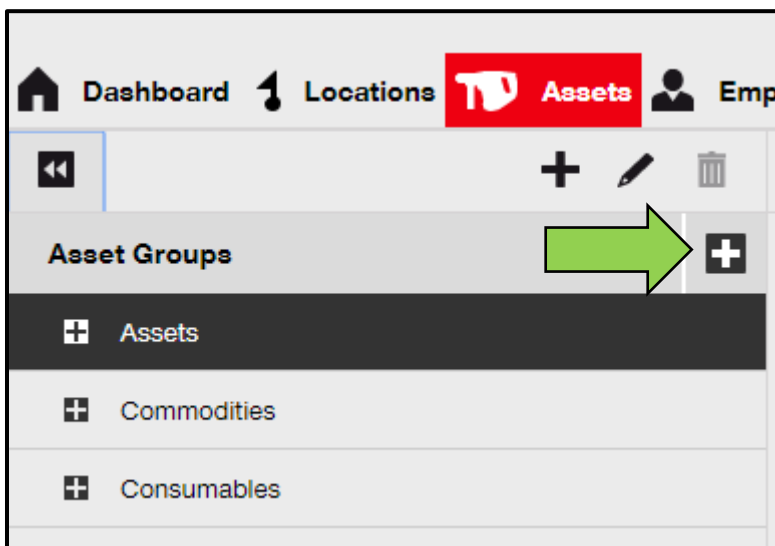 Dashboard Locations Assets Emp
Asset Groups
Assets
Commodities
Consumables